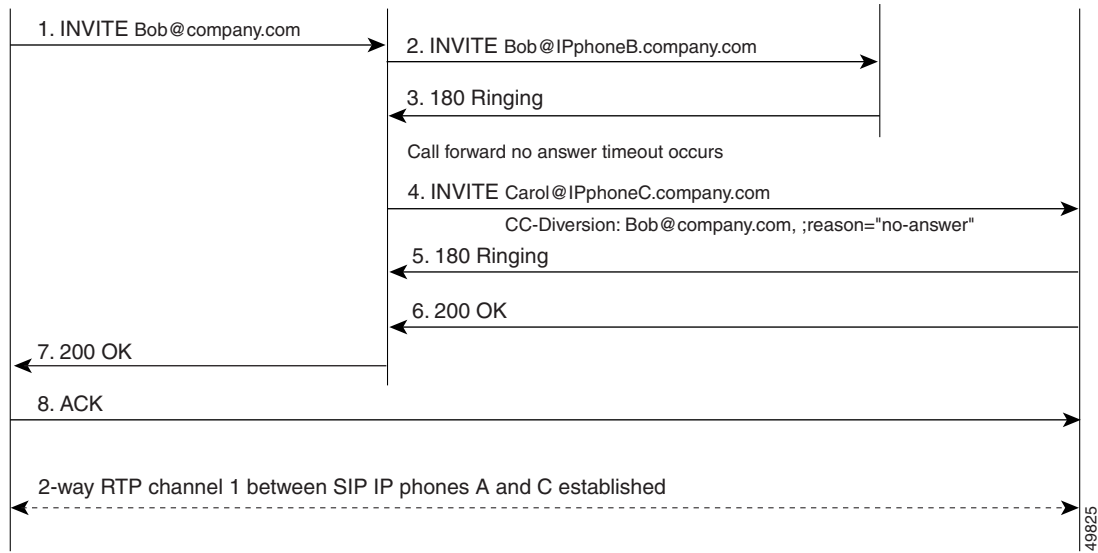 1. INVITE Bob@company.com
2. INVITE Bob@IPphoneB.company.com
3. 180 Ringing
Call forward no answer timeout occurs
4. INVITE Carol@IPphoneC.company.com
CC-Diversion: Bob@company.com, ;reason="no-answer"
5. 180 Ringing
6. 200 OK
7. 200 OK
8. ACK
2-way RTP channel 1 between SIP IP phones A and C established
49825